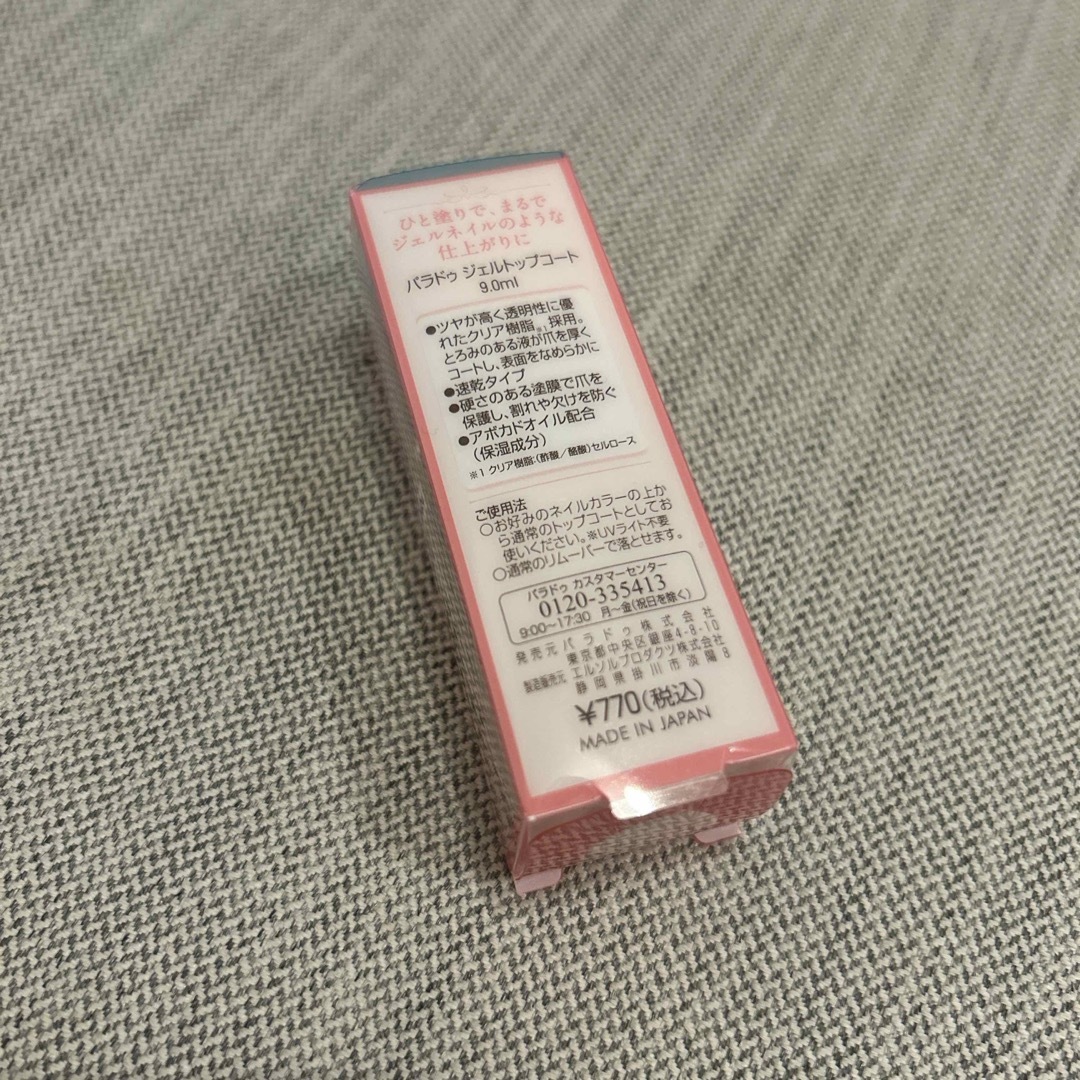 ひと塗りで、まるで
ジェルネイルのような
仕上がりに
パラドゥ ジェルトップコート
9.0ml
●ツヤが高く透明性に優
れたクリア樹脂※1採用。
とろみのある液が爪を厚く
コートし、表面をなめらかに
●速乾タイプ
●硬さのある塗膜で爪を
保護し、割れや欠けを防ぐ
●アボカドオイル配合
(保湿成分)
※1 クリア樹脂:(酢酸/酪酸)セルロース
ご使用法
○お好みのネイルカラーの上か
ら通常のトップコートとしてお
使いください。※UVライト不要
○通常のリムーバーで落とせます。
パラドゥ カスタマーセンター
0120-335413
9:00~17:30 月~金(祝日を除く)
発売元 パラドゥ株式会社
東京都中央区銀座4-8-10
製造販売元 エルソルプロダクツ株式会社
静岡県掛川市淡陽8
¥770(税込)
MADE IN JAPAN